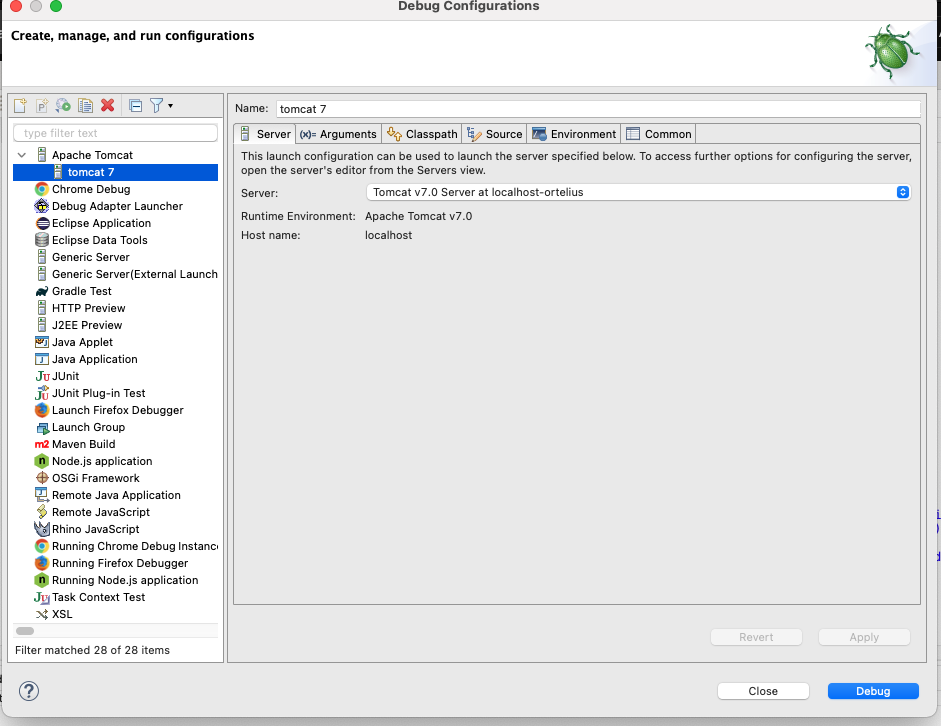 Debug Configurations
Create, manage, and run configurations
type filter text
Apache Tomcat
tomcat 7
Chrome Debug
Debug Adapter Launcher
Eclipse Application
Eclipse Data Tools
Generic Server
Generic Server(External Launch
Gradle Test
HTTP Preview
J2EE Preview
Java Applet
Java Application
JUnit
JUnit Plug-in Test
Launch Firefox Debugger
Launch Group
Maven Build
Node.js application
OSGi Framework
Remote Java Application
Remote JavaScript
Rhino JavaScript
Running Chrome Debug Instance
Running Firefox Debugger
Running Node.js application
Task Context Test
XSL
Filter matched 28 of 28 items
Name: tomcat 7
Server (x)= Arguments Classpath Source Environment Common
This launch configuration can be used to launch the server specified below. To access further options for configuring the server,
open the server's editor from the Servers view.
Server: Tomcat v7.0 Server at localhost-ortelius
Runtime Environment: Apache Tomcat v7.0
Host name: localhost
Revert Apply
? Close Debug